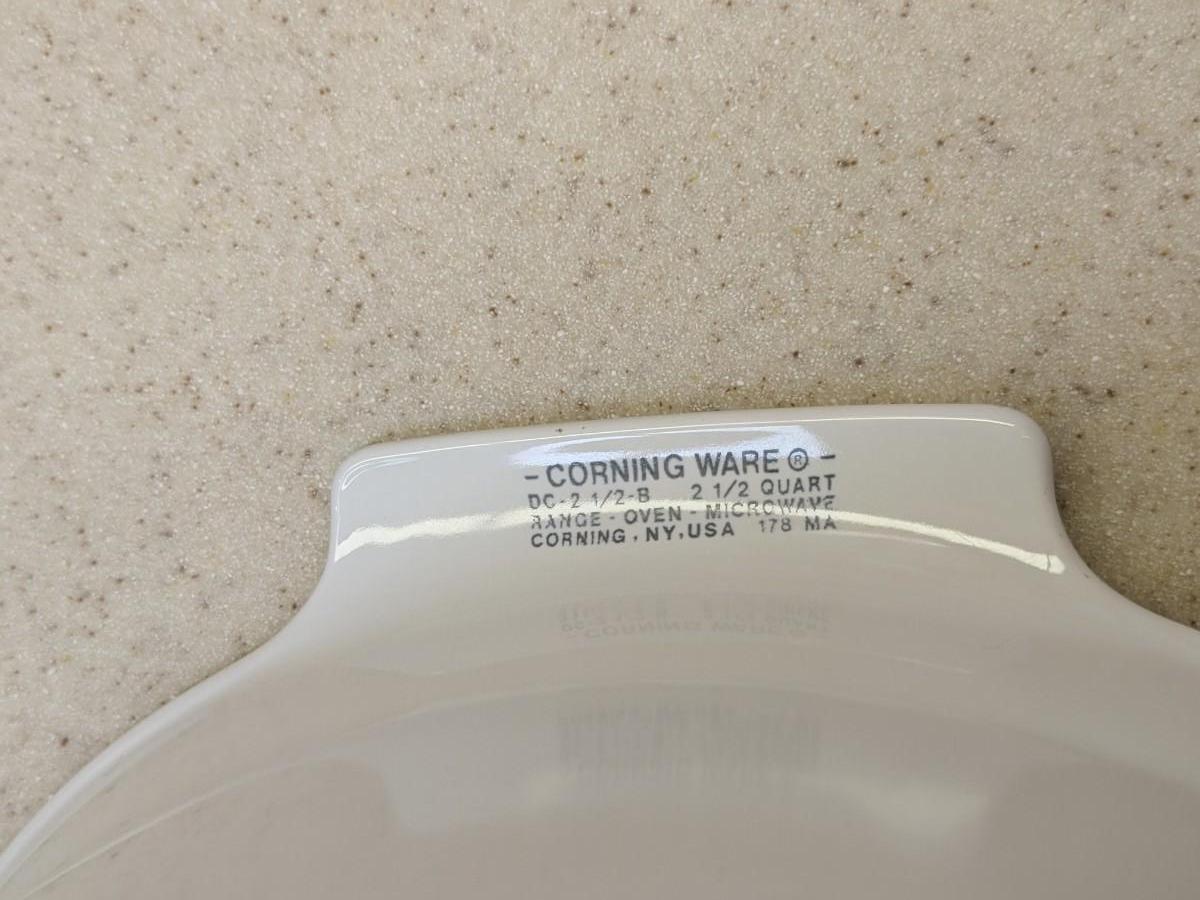 - CORNING WARE ® -
DC-2 1/2-B 2 1/2 QUART
RANGE - OVEN - MICROWAVE
CORNING, NY, USA 178 MA